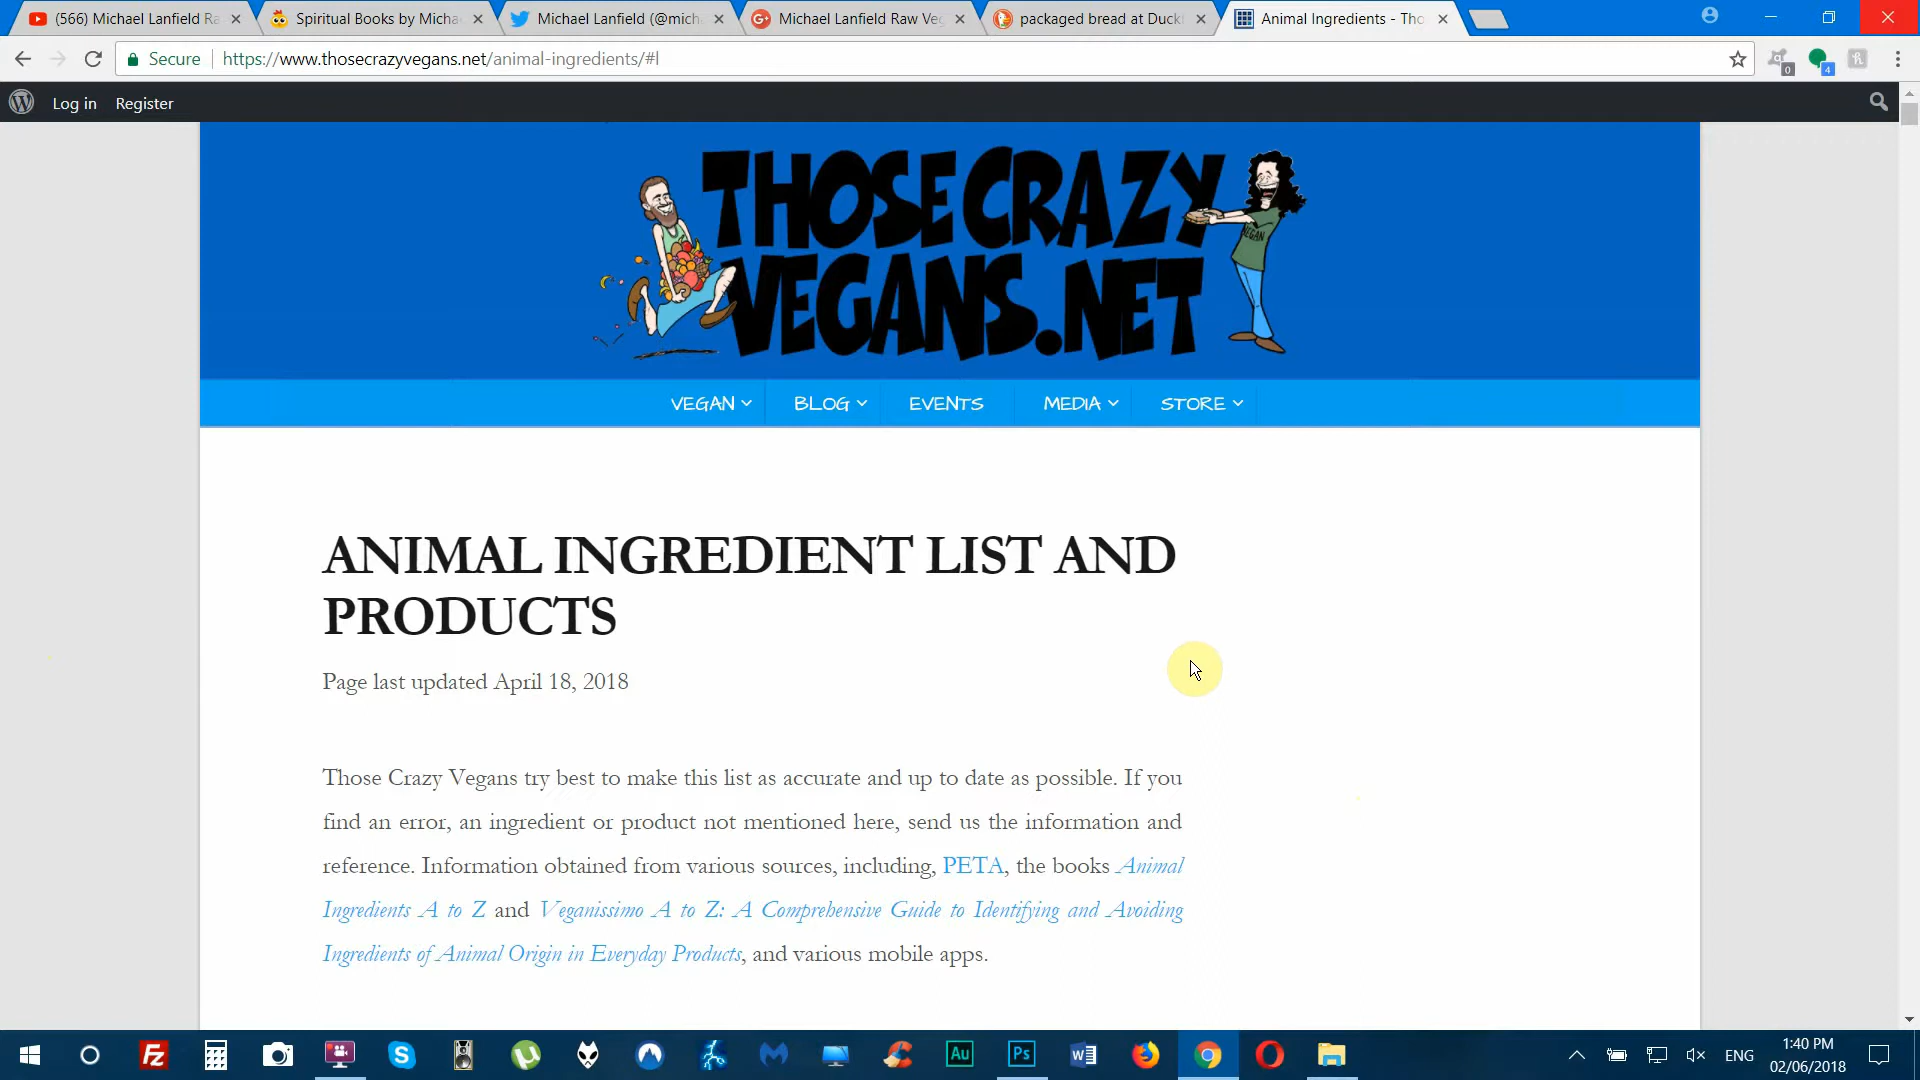 (566) Michael Lanfield Ra
Spiritual Books by Micha
Michael Lanfield (@mich
Michael Lanfield Raw Veg
packaged bread at Duck
Animal Ingredients - Tho
Secure
https://www.thosecrazyvegans.net/animal-ingredients/#l
0
4
Log in
Register
THOSE CRAZY
VEGANS.NET
VEGAN
VEGAN
BLOG
EVENTS
MEDIA
STORE
ANIMAL INGREDIENT LIST AND
PRODUCTS
Page last updated April 18, 2018
Those Crazy Vegans try best to make this list as accurate and up to date as possible. If you
find an error, an ingredient or product not mentioned here, send us the information and
reference. Information obtained from various sources, including, PETA, the books Animal
Ingredients A to Z and Veganissimo A to Z: A Comprehensive Guide to Identifying and Avoiding
Ingredients of Animal Origin in Everyday Products, and various mobile apps.
Fz
Au
Ps
ENG
1:40 PM
02/06/2018